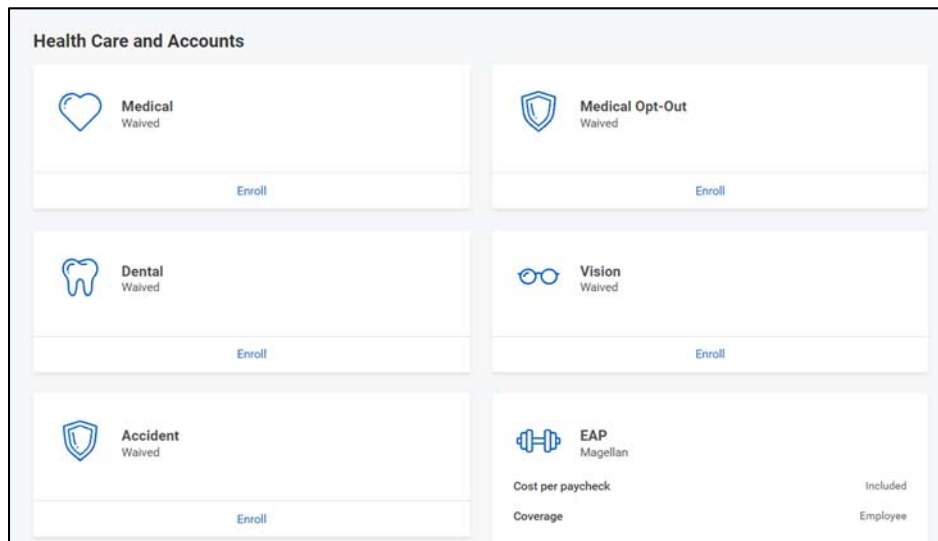 Health Care and Accounts
Medical
Waived
Enroll
Medical Opt-Out
Waived
Enroll
Dental
Waived
Enroll
Vision
Waived
Enroll
Accident
Waived
Enroll
EAP
Magellan
Cost per paycheck Included
Coverage Employee